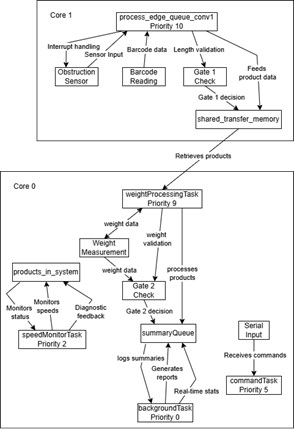 Core 1
process_edge_queue_conv1
Priority 10
Interrupt handling
Sensor Input
Barcode data
Length validation
Obstruction
Sensor
Barcode
Reading
Gate 1
Check
Feeds
product data
Gate 1 decision
shared_transfer_memory
Retrieves products
Core 0
weightProcessingTask
Priority 9
weight data
weight
validation
Weight
Measurement
processes
products
products_in_system
weight data
Gate 2
Check
Monitors
status
Monitors
speeds
Diagnostic
feedback
Gate 2 decision
speedMonitorTask
Priority 2
summaryQueue
Serial
Input
logs summaries
Generates
reports
Real-time stats
Receives commands
backgroundTask
Priority 0
commandTask
Priority 5